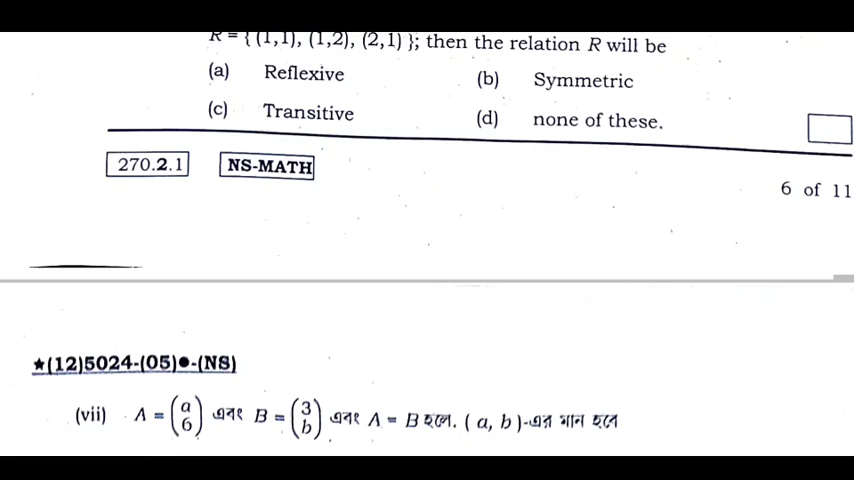 R = { (1,1), (1,2), (2,1) }; then the relation R will be
(a) Reflexive (b) Symmetric
(c) Transitive (d) none of these.
270.2.1 NS-MATH
6 of 11
★(12)5024-(05)●-(NS)
(vii) A = (a 6) এবং B = (3 b) এবং A = B হলে. ( a, b )-এর মান হবে